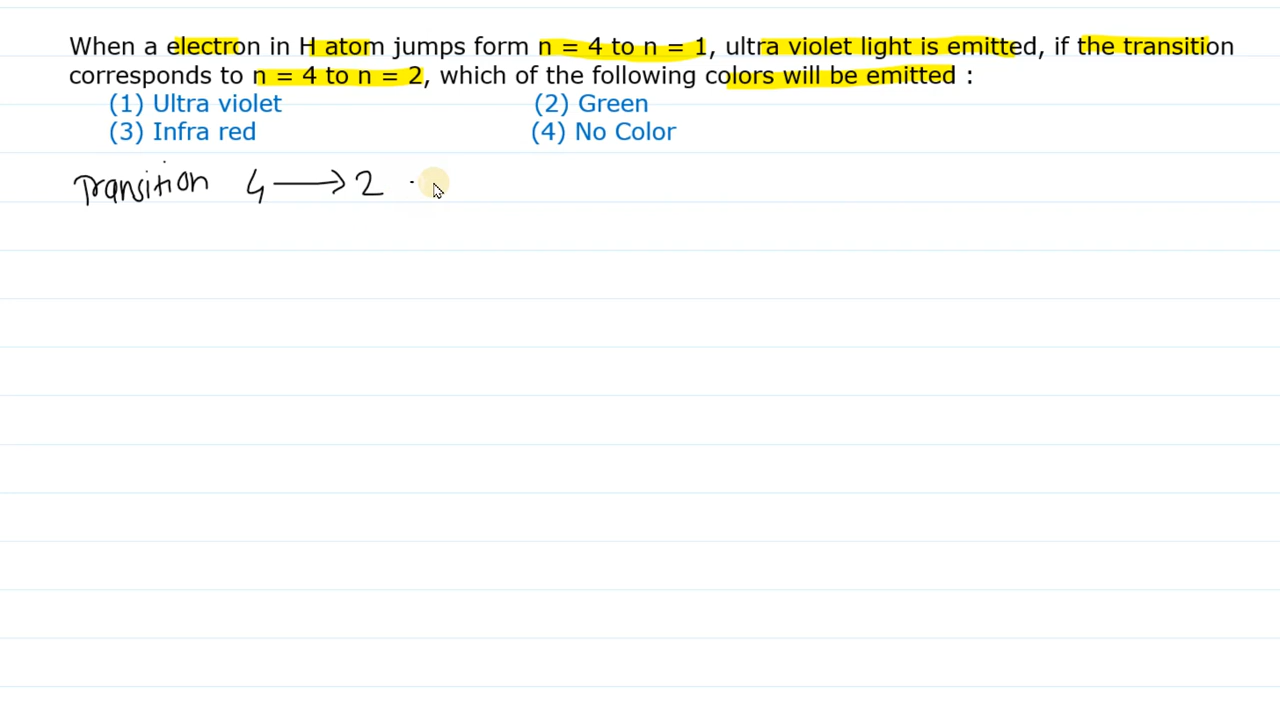 When a electron in H atom jumps form n = 4 to n = 1, ultra violet light is emitted, if the transition
corresponds to n = 4 to n = 2, which of the following colors will be emitted :
(1) Ultra violet (2) Green
(3) Infra red (4) No Color
Transition 4 ⟶ 2